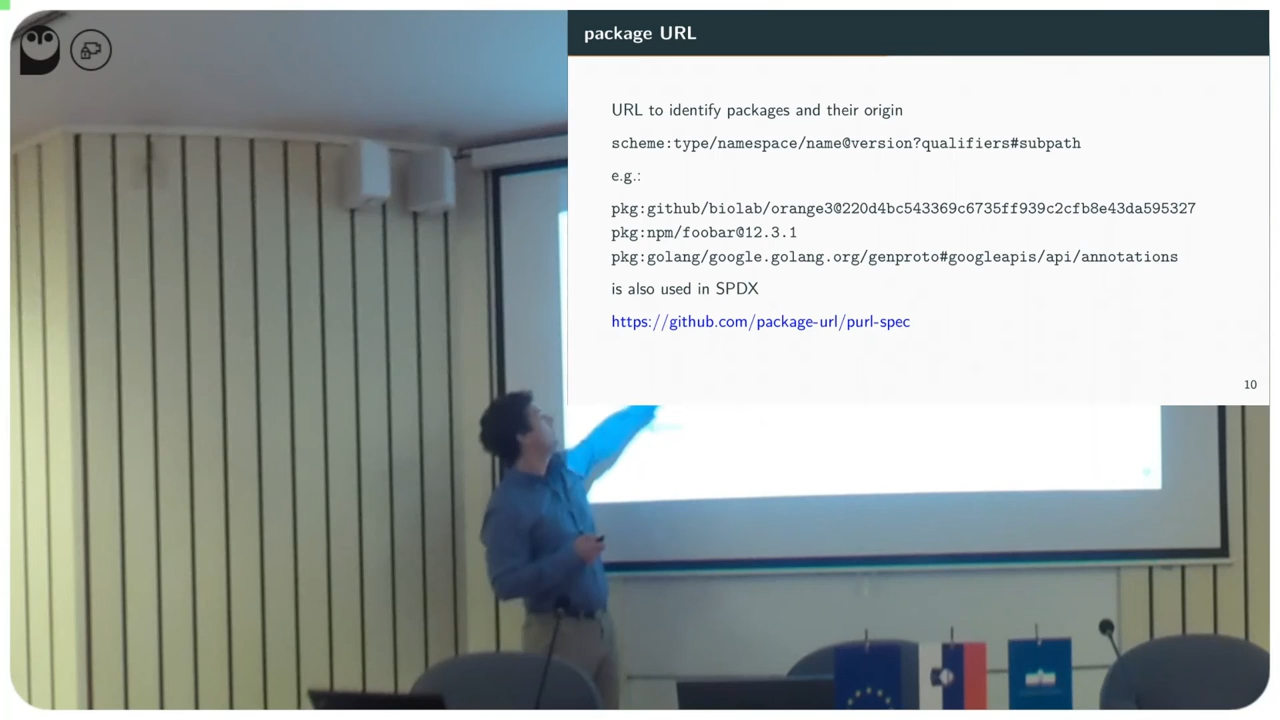 package URL
URL to identify packages and their origin
scheme:type/namespace/name@version?qualifiers#subpath
e.g.:
pkg:github/biolab/orange3@220d4bc543369c6735ff939c2cfb8e43da595327
pkg:npm/foobar@12.3.1
pkg:golang/google.golang.org/genproto#googleapis/api/annotations
is also used in SPDX
https://github.com/package-url/purl-spec
10